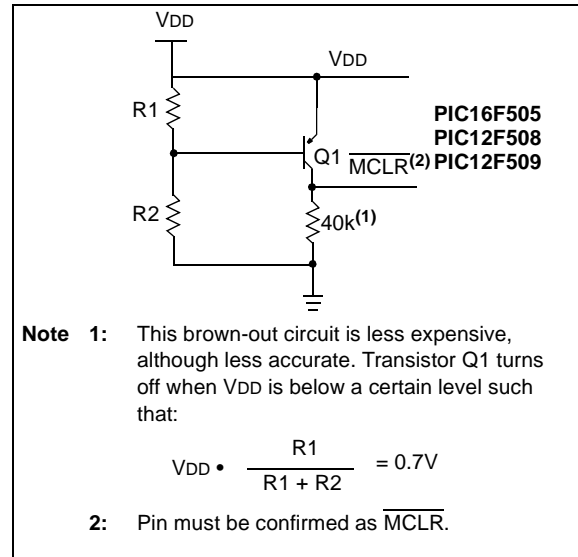 VDD
VDD
R1
PIC16F505
PIC12F508
Q1 MCLR(2) PIC12F509
R2
40k(1)
Note 1: This brown-out circuit is less expensive,
although less accurate. Transistor Q1 turns
off when VDD is below a certain level such
that:
VDD • R1 / R1 + R2 = 0.7V
2: Pin must be confirmed as MCLR.